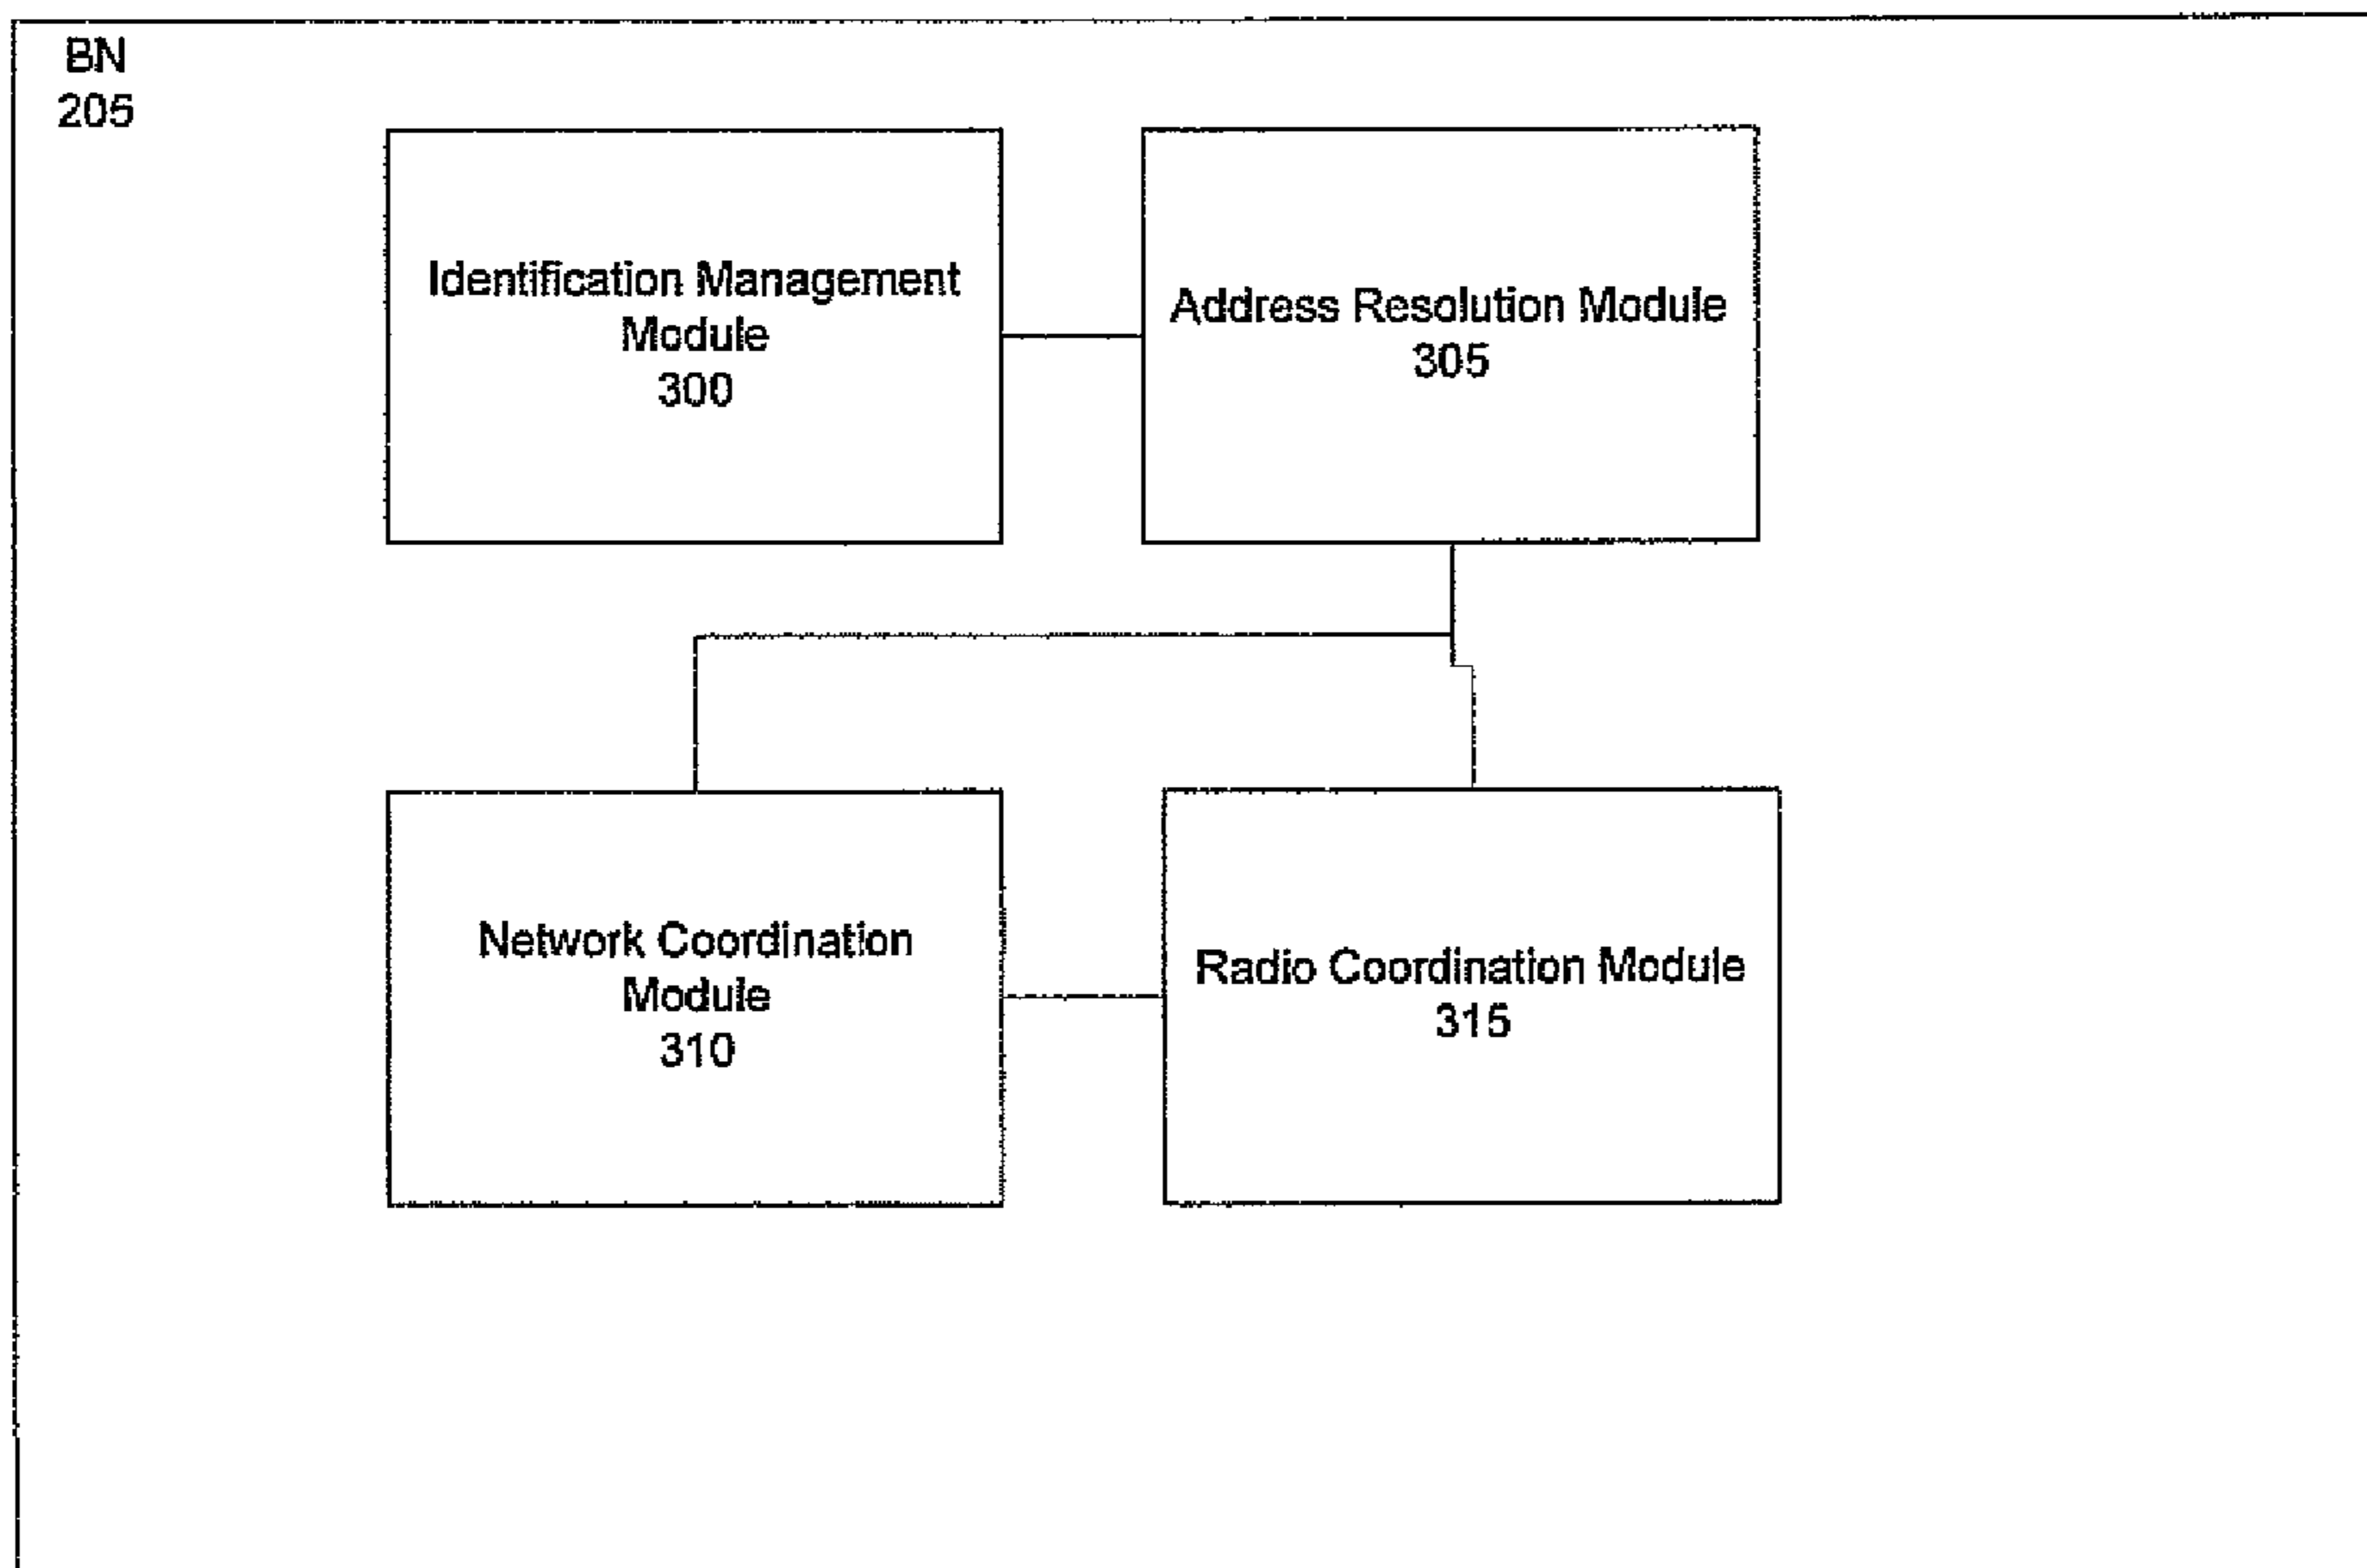 BN
205
Identification Management
Module
300
Address Resolution Module
305
Network Coordination
Module
310
Radio Coordination Module
315